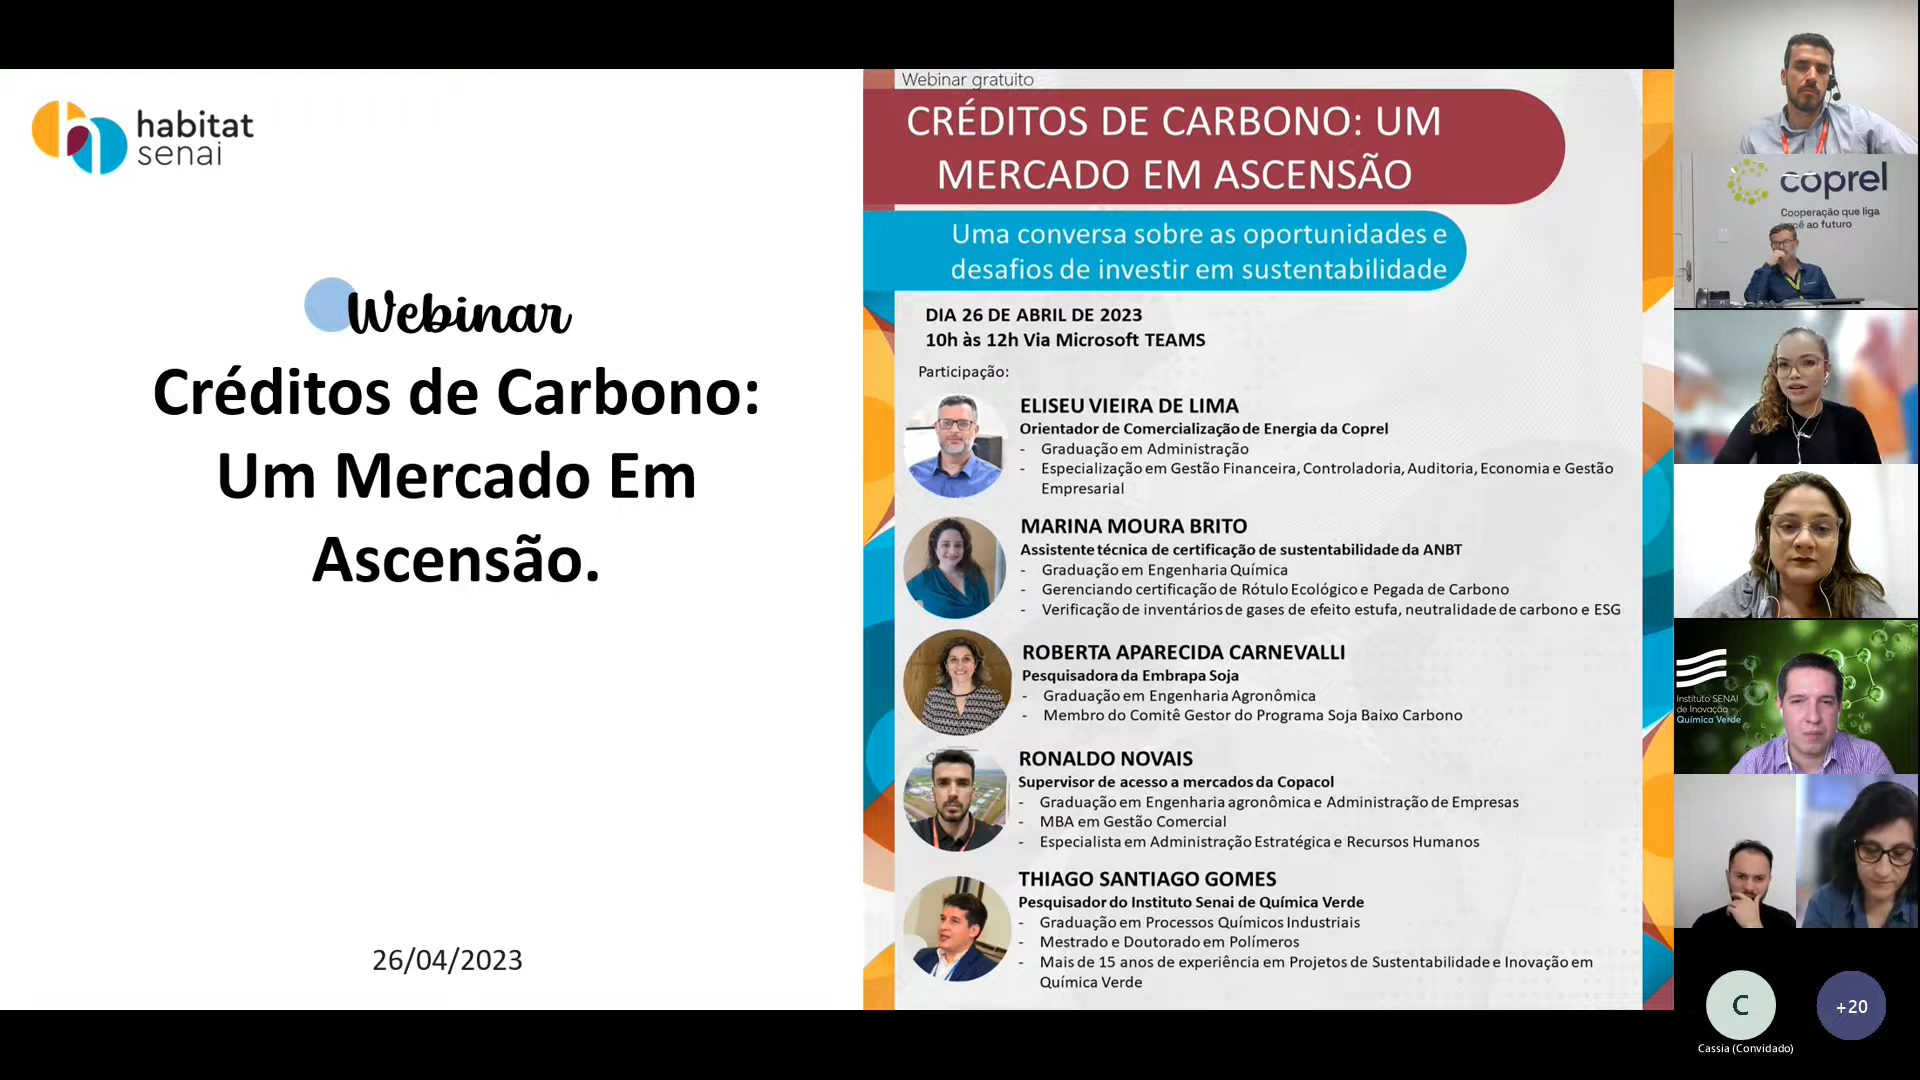 habitat
senai
Webinar
Créditos de Carbono:
Um Mercado Em
Ascensão.
26/04/2023
Webinar gratuito
CRÉDITOS DE CARBONO: UM
MERCADO EM ASCENSÃO
Uma conversa sobre as oportunidades e
desafios de investir em sustentabilidade
DIA 26 DE ABRIL DE 2023
10h às 12h Via Microsoft TEAMS
Participação:
ELISEU VIEIRA DE LIMA
Orientador de Comercialização de Energia da Coprel
- Graduação em Administração
- Especialização em Gestão Financeira, Controladoria, Auditoria, Economia e Gestão
Empresarial
MARINA MOURA BRITO
Assistente técnica de certificação de sustentabilidade da ANBT
- Graduação em Engenharia Química
- Gerenciando certificação de Rótulo Ecológico e Pegada de Carbono
- Verificação de inventários de gases de efeito estufa, neutralidade de carbono e ESG
ROBERTA APARECIDA CARNEVALLI
Pesquisadora da Embrapa Soja
- Graduação em Engenharia Agronômica
- Membro do Comitê Gestor do Programa Soja Baixo Carbono
RONALDO NOVAIS
Supervisor de acesso a mercados da Copacol
- Graduação em Engenharia agronômica e Administração de Empresas
- MBA em Gestão Comercial
- Especialista em Administração Estratégica e Recursos Humanos
THIAGO SANTIAGO GOMES
Pesquisador do Instituto Senai de Química Verde
- Graduação em Processos Químicos Industriais
- Mestrado e Doutorado em Polímeros
- Mais de 15 anos de experiência em Projetos de Sustentabilidade e Inovação em
Química Verde
coprel
Cooperação que liga
ao futuro
Instituto SENAI
de Inovação
Química Verde
C
+20
Cassia (Convidado)